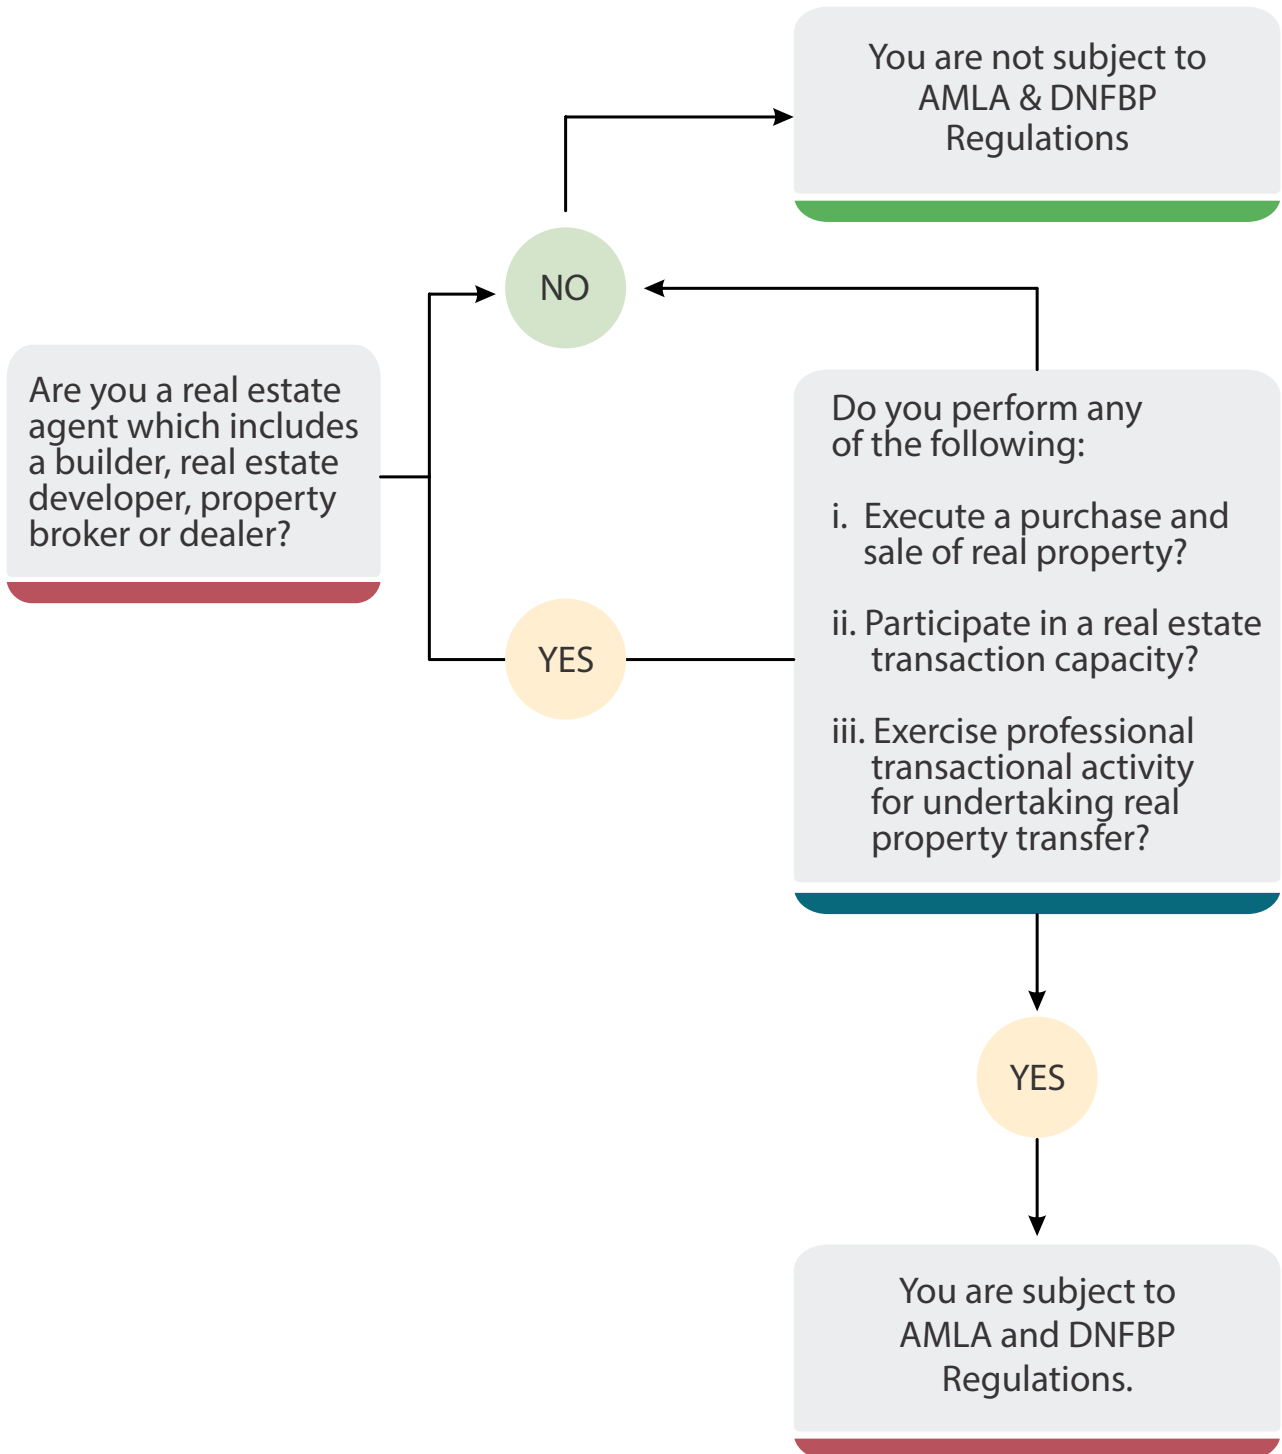 You are not subject to
AMLA & DNFBP
Regulations
NO
Are you a real estate
agent which includes
a builder, real estate
developer, property
broker or dealer?
Do you perform any
of the following:
i. Execute a purchase and
sale of real property?
ii. Participate in a real estate
transaction capacity?
iii. Exercise professional
transactional activity
for undertaking real
property transfer?
YES
YES
You are subject to
AMLA and DNFBP
Regulations.